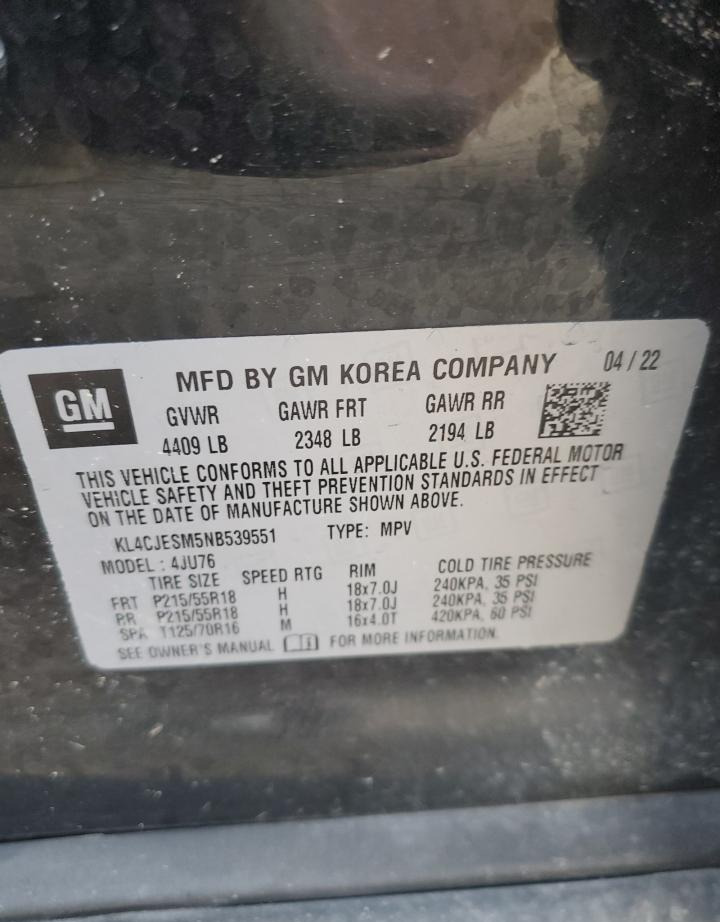 GM
MFD BY GM KOREA COMPANY 04 / 22
GVWR GAWR FRT GAWR RR
4409 LB 2348 LB 2194 LB
THIS VEHICLE CONFORMS TO ALL APPLICABLE U.S. FEDERAL MOTOR
VEHICLE SAFETY AND THEFT PREVENTION STANDARDS IN EFFECT
ON THE DATE OF MANUFACTURE SHOWN ABOVE.
KL4CJESM5NB539551 TYPE: MPV
MODEL : 4JU76
TIRE SIZE SPEED RTG RIM COLD TIRE PRESSURE
FRT P215/55R18 H 18x7.0J 240KPA, 35 PSI
RR P215/55R18 H 18x7.0J 240KPA, 35 PSI
SPA T125/70R16 M 16x4.0T 420KPA, 60 PSI
SEE OWNER'S MANUAL FOR MORE INFORMATION.